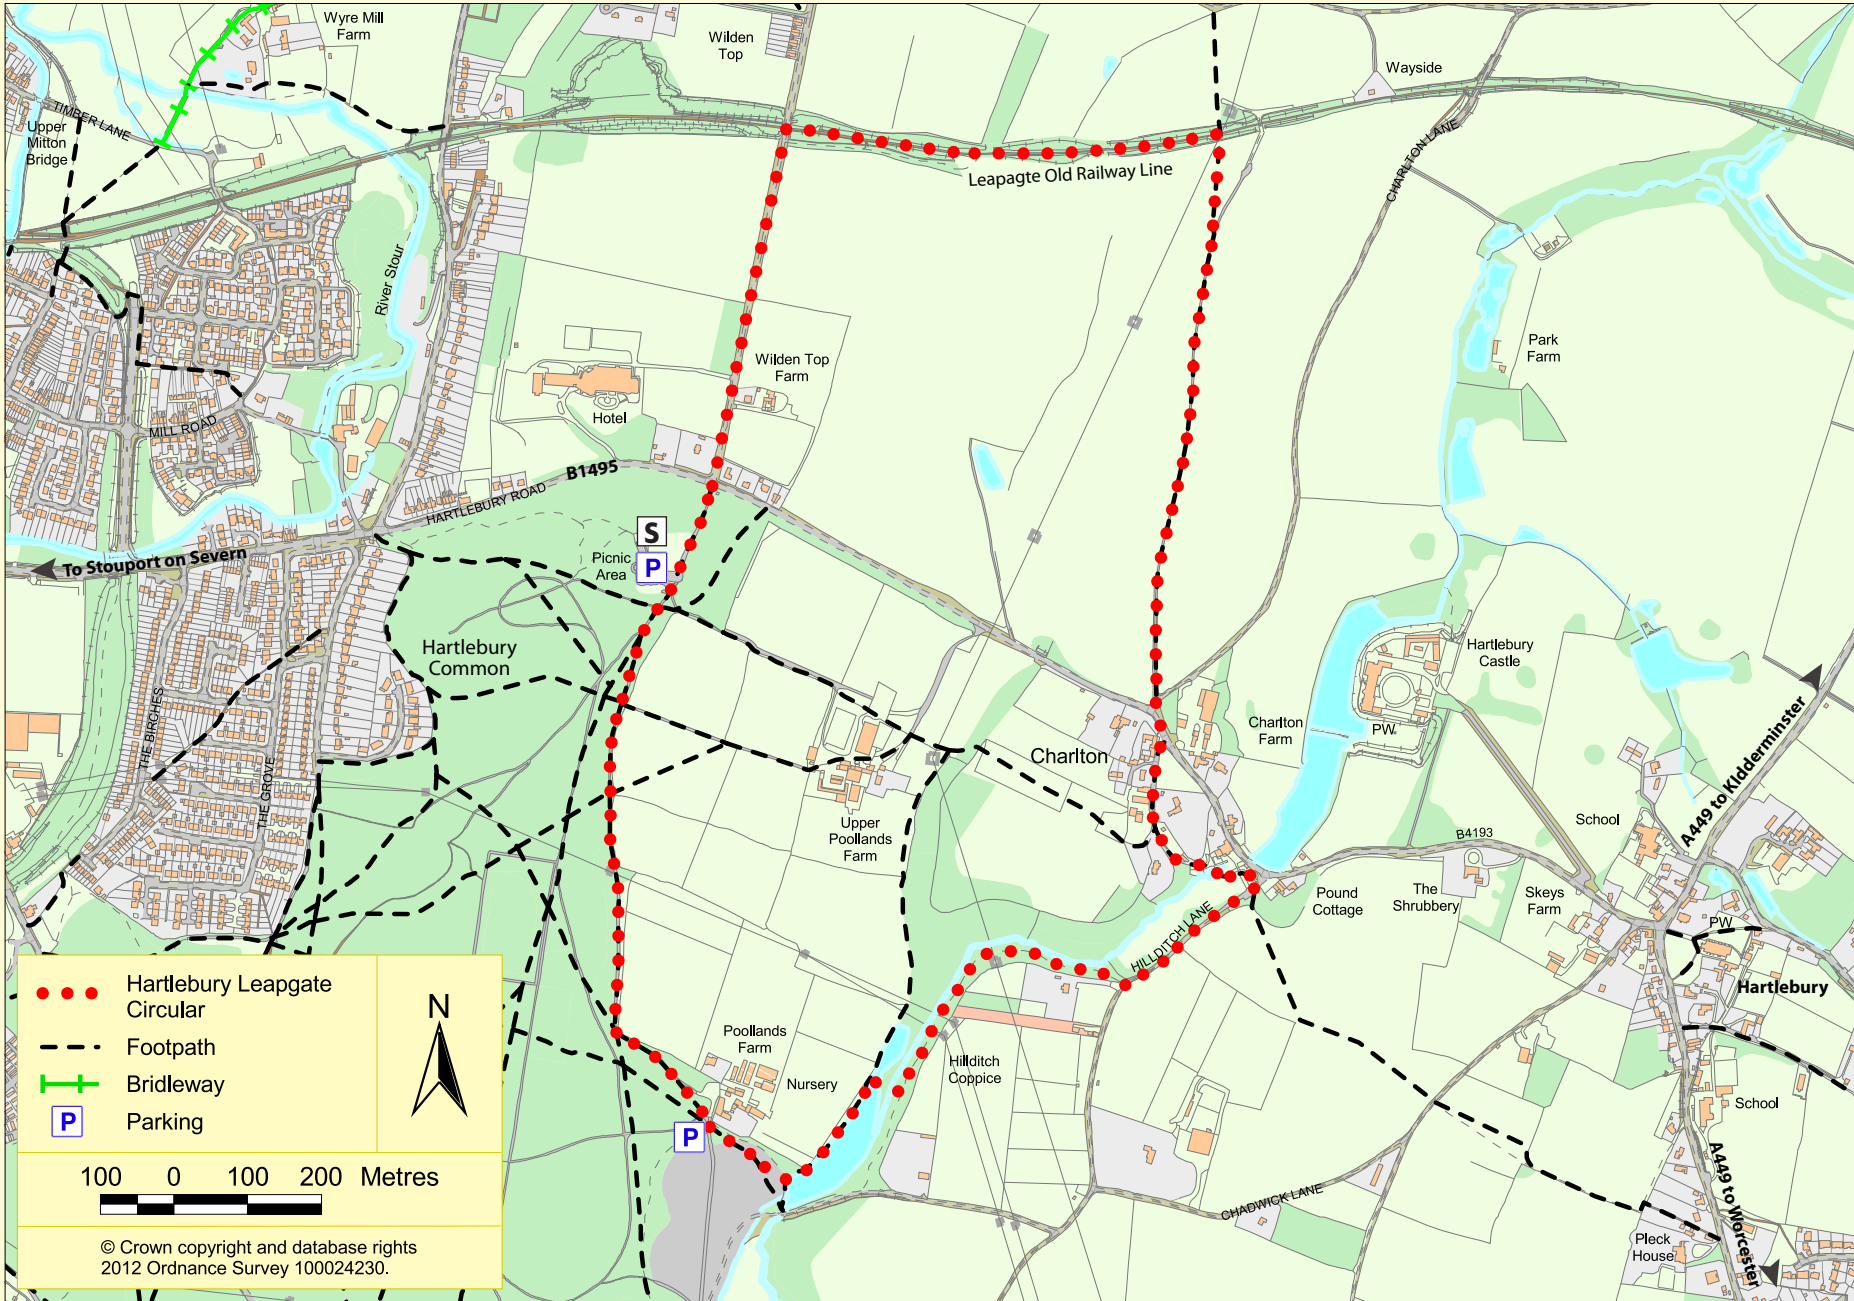 Wyre Mill
Farm
Wilden
Top
Wayside
TIMBER LANE
Upper
Mitton
Bridge
CHARLTON LANE
Leapagte Old Railway Line
River Stour
Park
Farm
Wilden Top
Farm
Hotel
MILL ROAD
B1495
HARTLEBURY ROAD
S
To Stouport on Severn
Picnic
Area
P
Hartlebury
Common
Hartlebury
Castle
THE BIRCHES
Charlton
Farm
PW
Charlton
A449 to Kidderminster
THE GROVE
Upper
Poollands
Farm
School
B4193
Pound
Cottage
The
Shrubbery
Skeys
Farm
PW
HILLDITCH LANE
Hartlebury
Poollands
Farm
Nursery
Hillditch
Coppice
School
P
A449 to Worcester
CHADWICK LANE
Pleck
House
Hartlebury Leapgate
Circular
Footpath
Bridleway
P Parking
N
100 0 100 200 Metres
© Crown copyright and database rights
2012 Ordnance Survey 100024230.